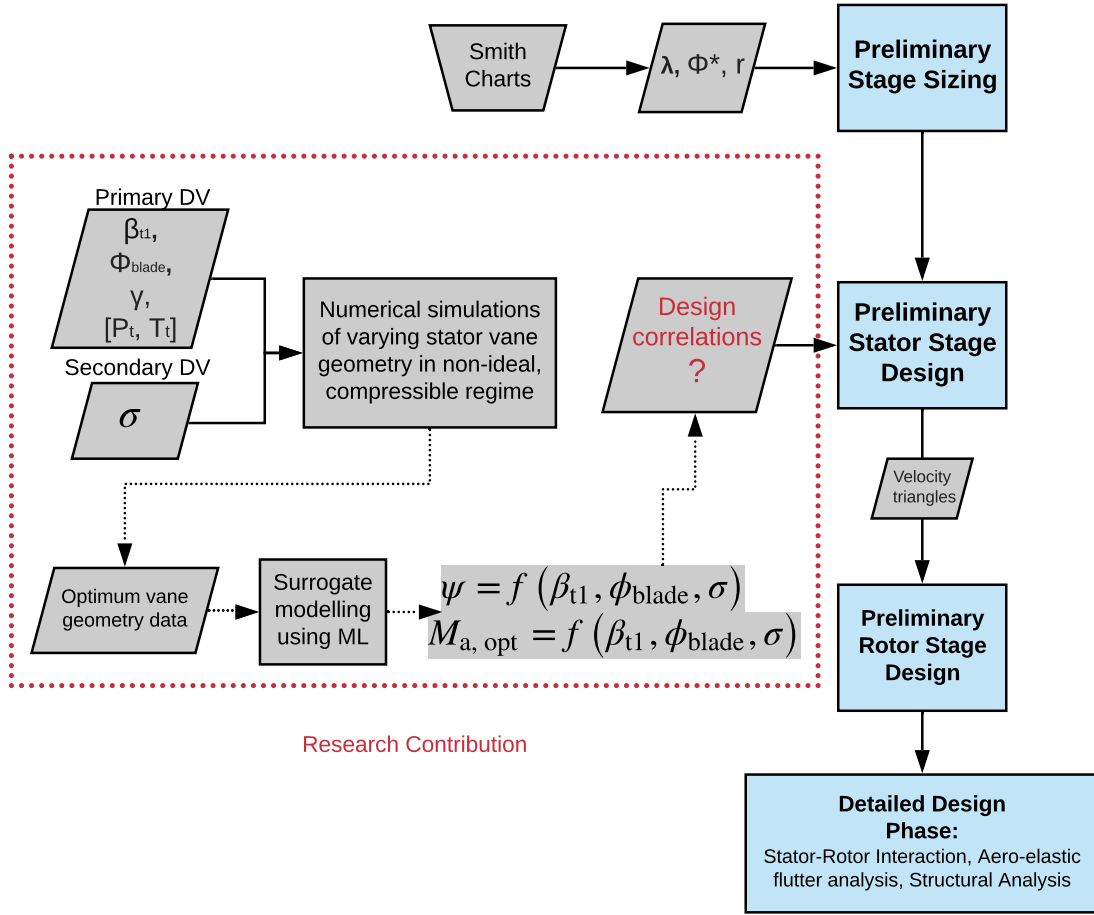 Smith
Charts
λ, Φ*, r
Preliminary
Stage Sizing
Primary DV
βt1,
Φblade,
γ,
[Pt, Tt]
Secondary DV
σ
Numerical simulations
of varying stator vane
geometry in non-ideal,
compressible regime
Design
correlations
?
Preliminary
Stator Stage
Design
Velocity
triangles
Optimum vane
geometry data
Surrogate
modelling
using ML
ψ = f (βt1, ϕblade, σ)
Ma, opt = f (βt1, ϕblade, σ)
Preliminary
Rotor Stage
Design
Research Contribution
Detailed Design
Phase:
Stator-Rotor Interaction, Aero-elastic
flutter analysis, Structural Analysis